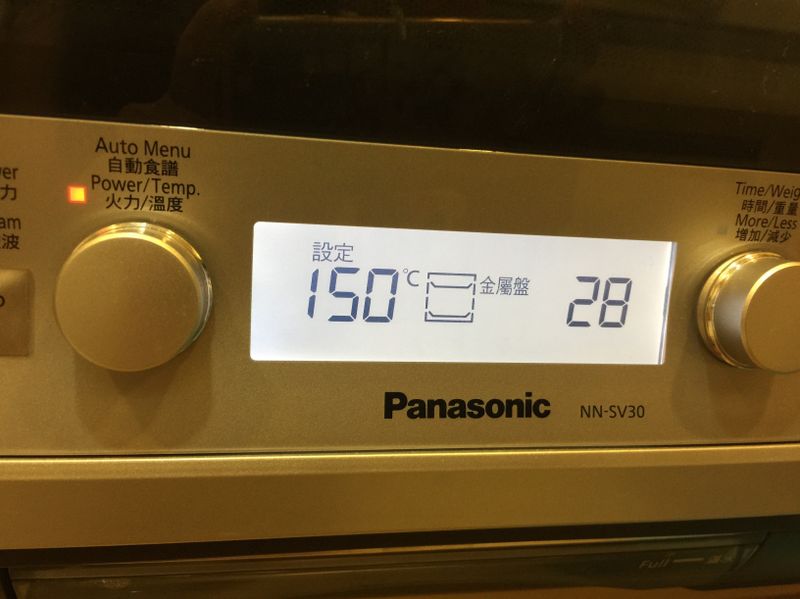 Auto Menu
自動食譜
Power/Temp.
火力/溫度
設定
150℃ 金屬盤 28
Time/Weig
時間/重量
More/Less
增加/減少
Panasonic NN-SV30
Full